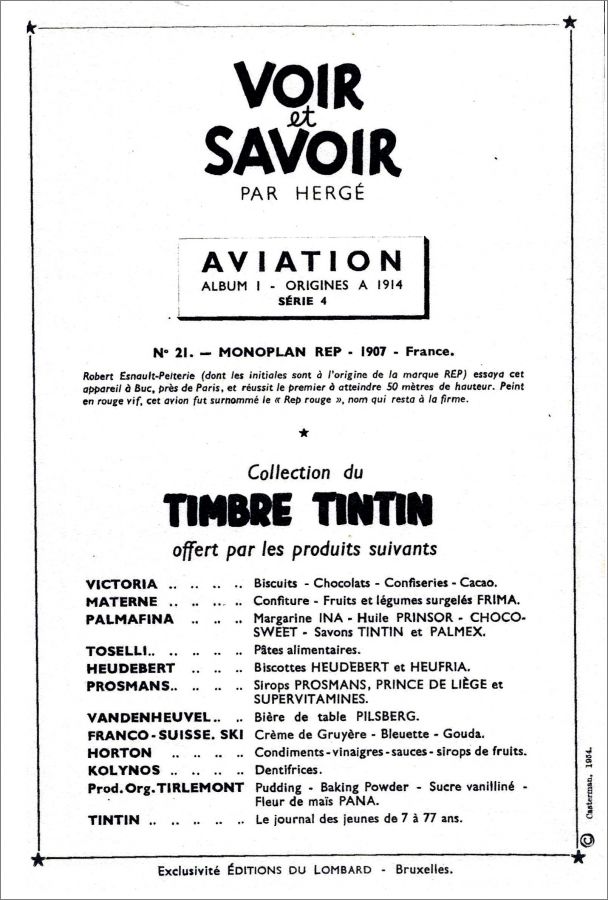 VOIR
et
SAVOIR
PAR HERGÉ
AVIATION
ALBUM I - ORIGINES A 1914
SÉRIE 4
N° 21. — MONOPLAN REP - 1907 - France.
Robert Esnault-Pelterie (dont les initiales sont à l'origine de la marque REP) essaya cet
appareil à Buc, près de Paris, et réussit le premier à atteindre 50 mètres de hauteur. Peint
en rouge vif, cet avion fut surnommé le « Rep rouge », nom qui resta à la firme.
Collection du
TIMBRE TINTIN
offert par les produits suivants
VICTORIA .. .. .. .. Biscuits - Chocolats - Confiseries - Cacao.
MATERNE .. .. .. .. Confiture - Fruits et légumes surgelés FRIMA.
PALMAFINA .. .. .. Margarine INA - Huile PRINSOR - CHOCO-
SWEET - Savons TINTIN et PALMEX.
TOSELLI.. .. .. .. .. Pâtes alimentaires.
HEUDEBERT .. .. .. Biscottes HEUDEBERT et HEUFRIA.
PROSMANS.. .. .. .. Sirops PROSMANS, PRINCE DE LIÈGE et
SUPERVITAMINES.
VANDENHEUVEL.. .. Bière de table PILSBERG.
FRANCO-SUISSE. SKI Crème de Gruyère - Bleuette - Gouda.
HORTON .. .. .. .. Condiments-vinaigres-sauces-sirops de fruits.
KOLYNOS .. .. .. .. Dentifrices.
Prod.Org.TIRLEMONT Pudding - Baking Powder - Sucre vanilliné -
Fleur de maïs PANA.
TINTIN .. .. .. .. .. Le journal des jeunes de 7 à 77 ans.
© Casterman, 1954.
Exclusivité ÉDITIONS DU LOMBARD - Bruxelles.